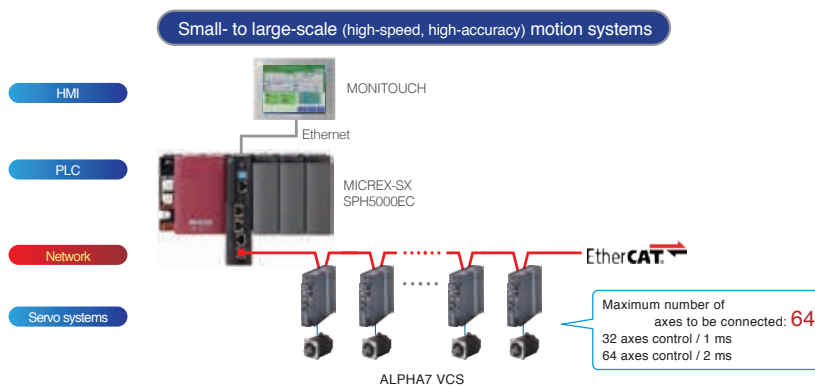 Small- to large-scale (high-speed, high-accuracy) motion systems
HMI
MONITOUCH
Ethernet
PLC
MICREX-SX
SPH5000EC
Network
EtherCAT®
Servo systems
Maximum number of
axes to be connected: 64
32 axes control / 1 ms
64 axes control / 2 ms
ALPHA7 VCS